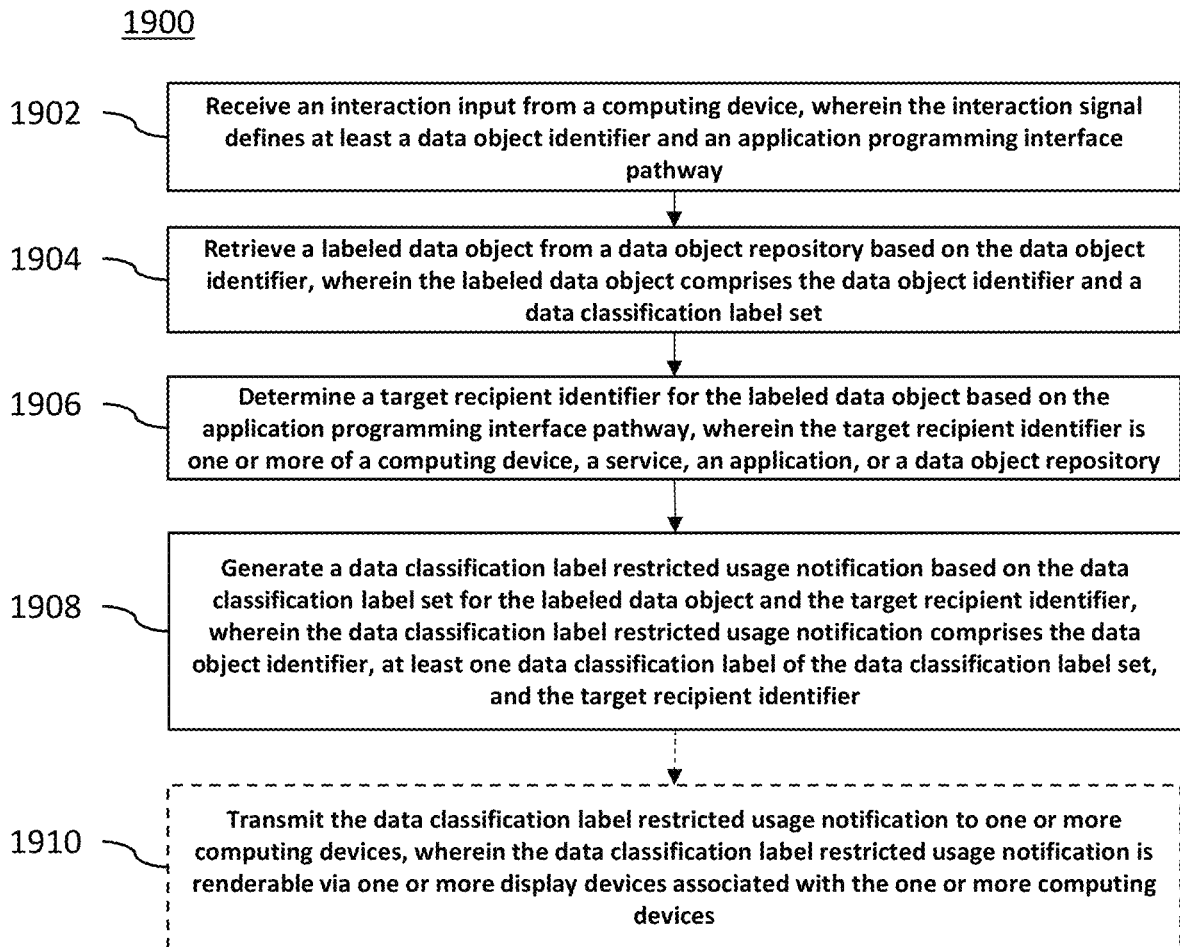 1900
1902
Receive an interaction input from a computing device, wherein the interaction signal
defines at least a data object identifier and an application programming interface
pathway
1904
Retrieve a labeled data object from a data object repository based on the data object
identifier, wherein the labeled data object comprises the data object identifier and a
data classification label set
1906
Determine a target recipient identifier for the labeled data object based on the
application programming interface pathway, wherein the target recipient identifier is
one or more of a computing device, a service, an application, or a data object repository
1908
Generate a data classification label restricted usage notification based on the data
classification label set for the labeled data object and the target recipient identifier,
wherein the data classification label restricted usage notification comprises the data
object identifier, at least one data classification label of the data classification label set,
and the target recipient identifier
1910
Transmit the data classification label restricted usage notification to one or more
computing devices, wherein the data classification label restricted usage notification is
renderable via one or more display devices associated with the one or more computing
devices